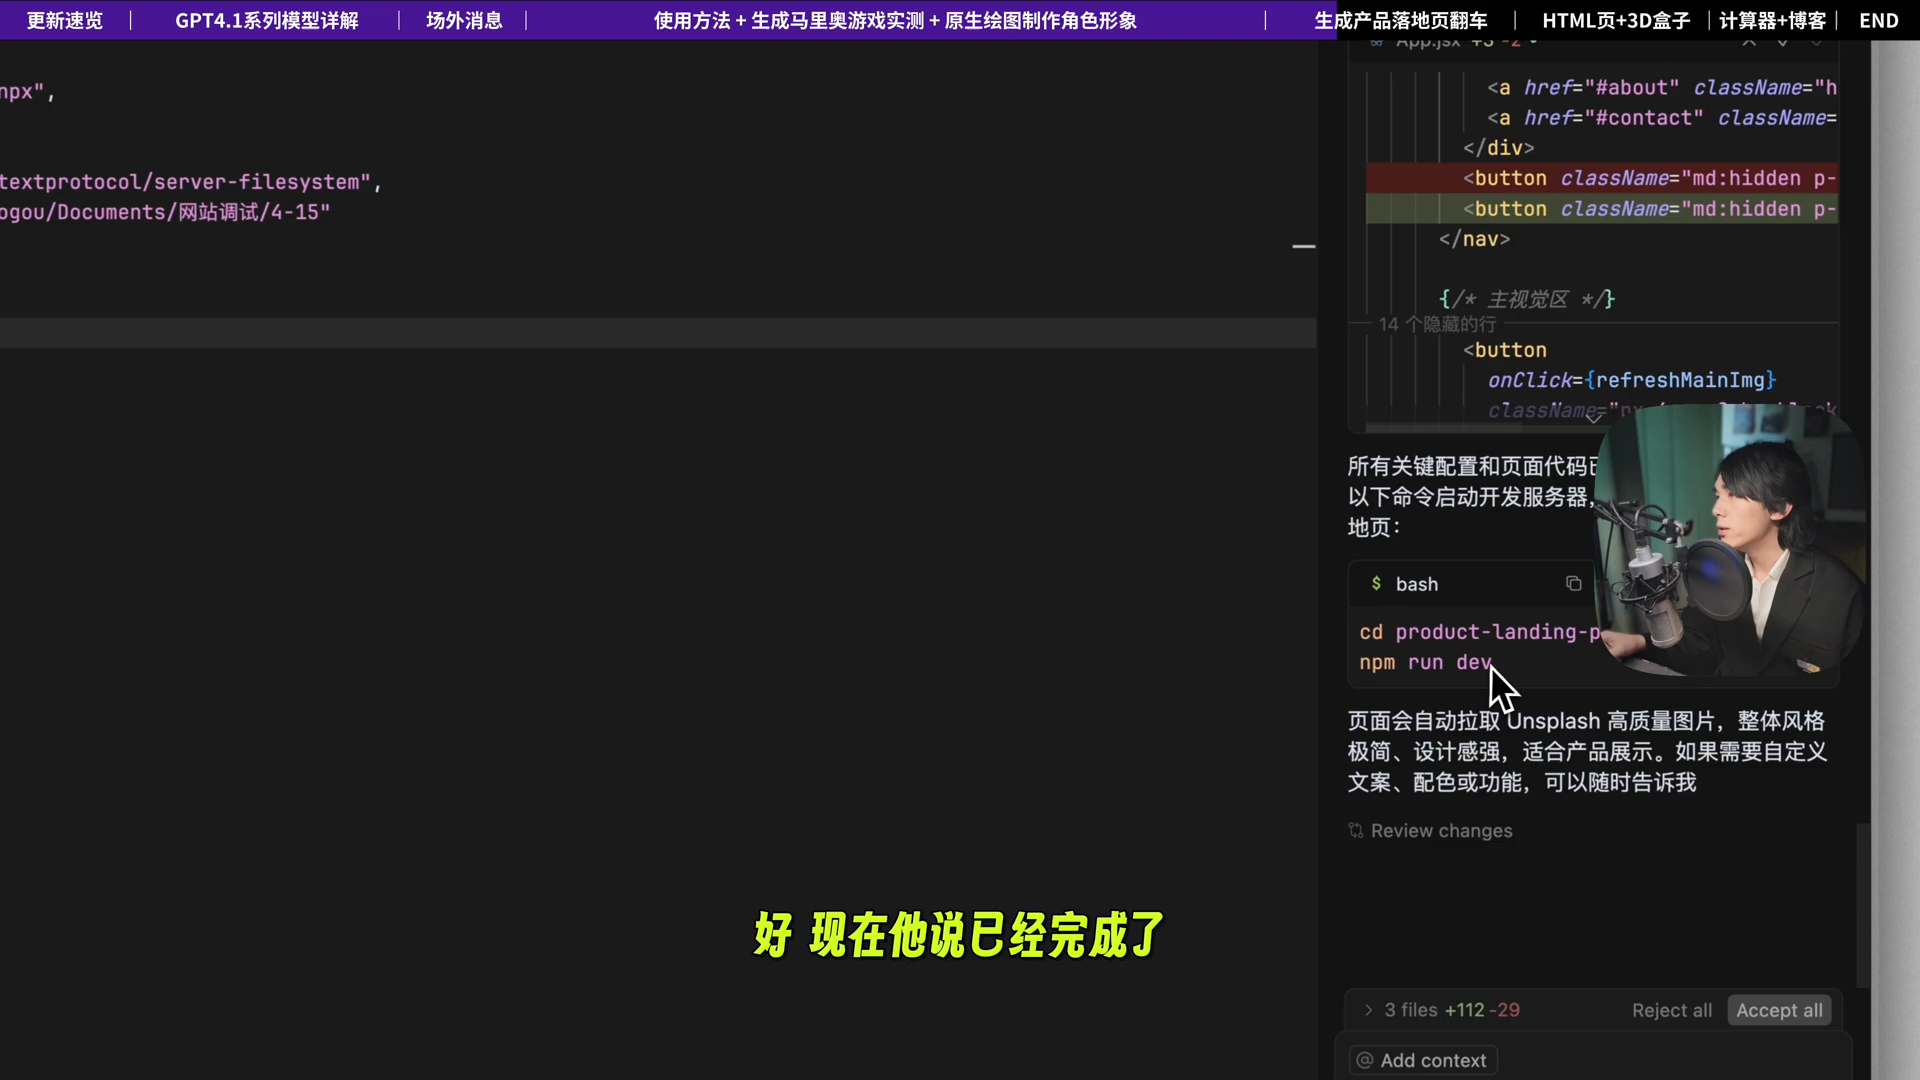 更新速览 | GPT4.1系列模型详解 | 场外消息 | 使用方法 + 生成马里奥游戏实测 + 原生绘图制作角色形象 | 生成产品落地页翻车 | HTML页+3D盒子 | 计算器+博客 | END
npx",
textprotocol/server-filesystem",
ogou/Documents/网站调试/4-15"
App.jsx +3 -2
<a href="#about" className="h
<a href="#contact" className=
</div>
<button className="md:hidden p-
<button className="md:hidden p-
</nav>
{/* 主视觉区 */}
14 个隐藏的行
<button
onClick={refreshMainImg}
className=
所有关键配置和页面代码
以下命令启动开发服务器,
地页：
$ bash
cd product-landing-p
npm run dev
页面会自动拉取 Unsplash 高质量图片，整体风格
极简、设计感强，适合产品展示。如果需要自定义
文案、配色或功能，可以随时告诉我
Review changes
好 现在他说已经完成了
> 3 files +112 -29 Reject all Accept all
@ Add context